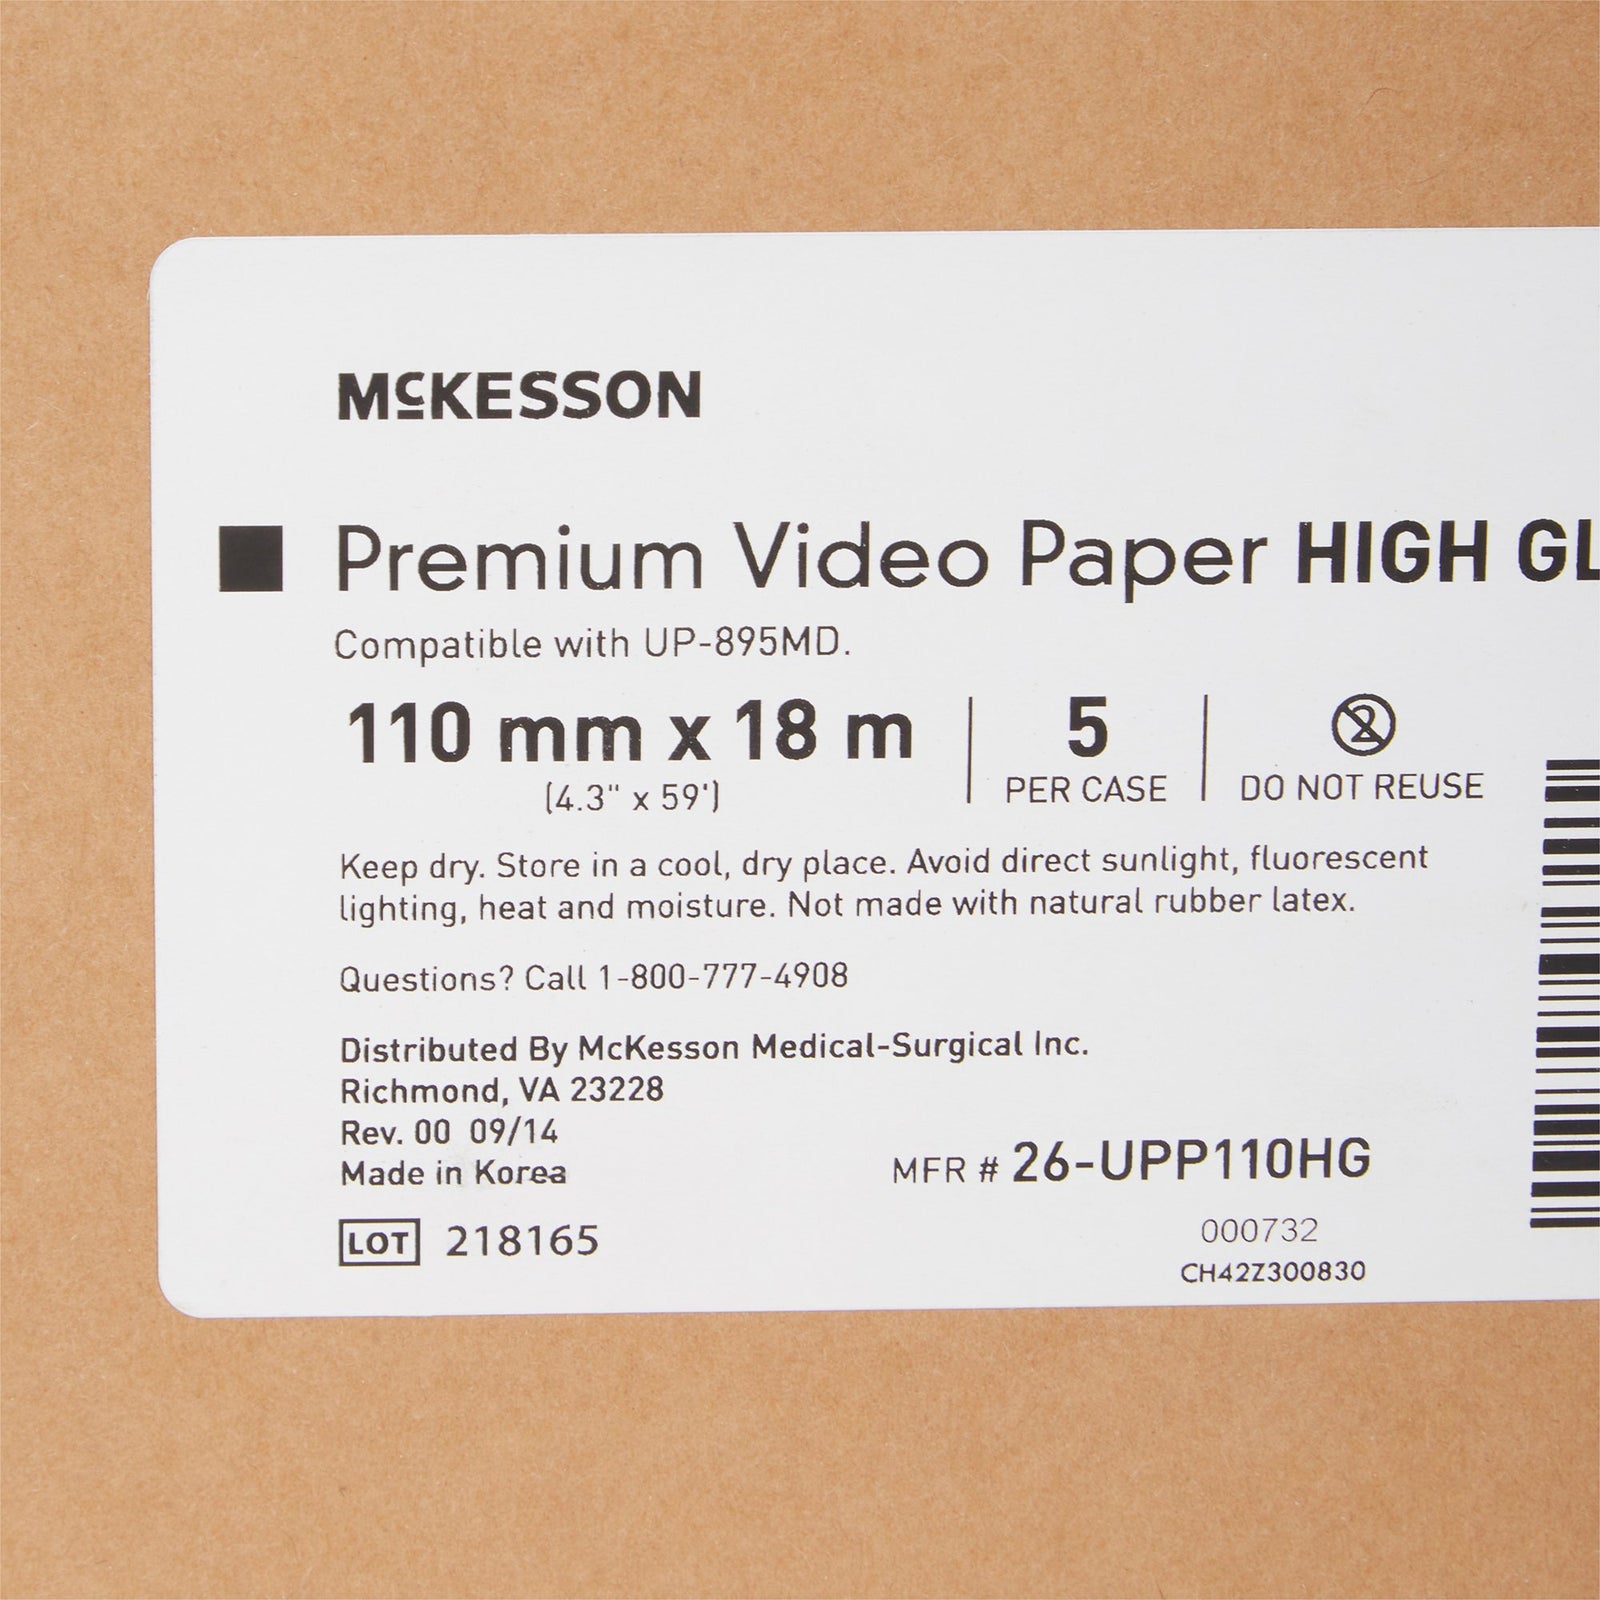 McKESSON
Premium Video Paper HIGH GL
Compatible with UP-895MD.
110 mm x 18 m
(4.3" x 59')
5
PER CASE
2
DO NOT REUSE
Keep dry. Store in a cool, dry place. Avoid direct sunlight, fluorescent
lighting, heat and moisture. Not made with natural rubber latex.
Questions? Call 1-800-777-4908
Distributed By McKesson Medical-Surgical Inc.
Richmond, VA 23228
Rev. 00 09/14
Made in Korea
MFR # 26-UPP110HG
LOT 218165
000732
CH42Z300830